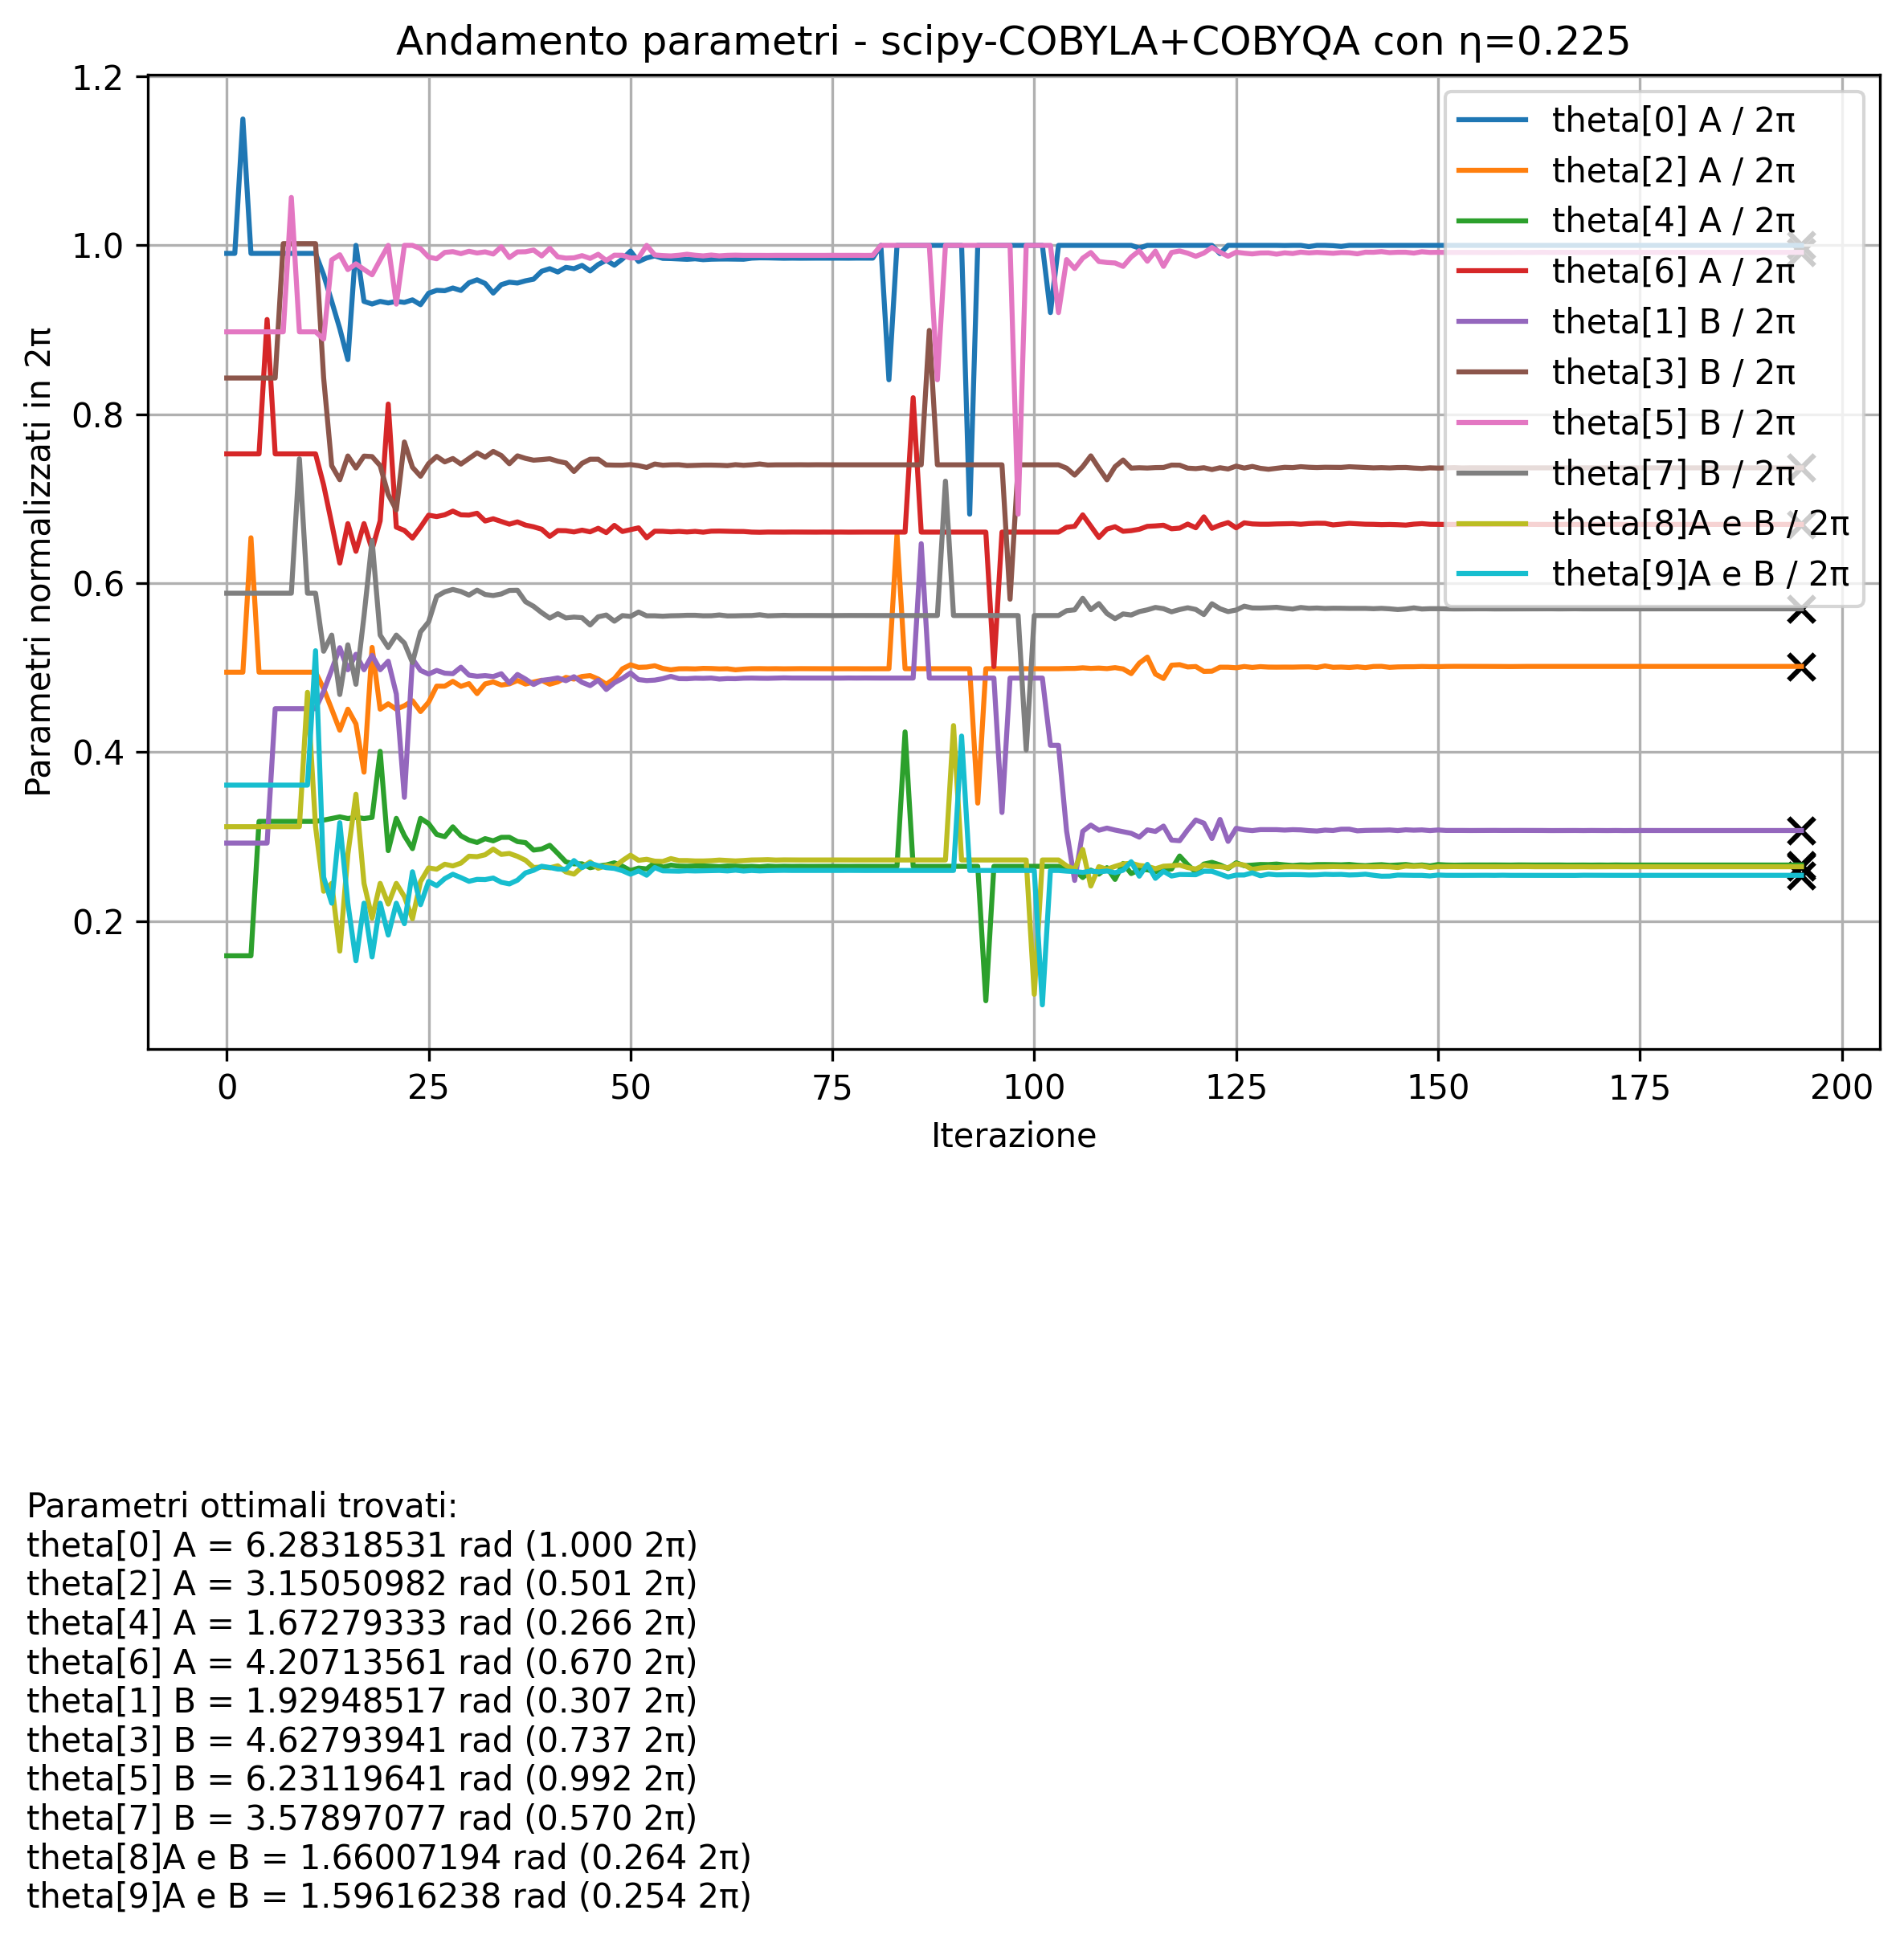 Andamento parametri - scipy-COBYLA+COBYQA con η=0.225
Parametri normalizzati in 2π
1.2
1.0
0.8
0.6
0.4
0.2
theta[0] A / 2π
theta[2] A / 2π
theta[4] A / 2π
theta[6] A / 2π
theta[1] B / 2π
theta[3] B / 2π
theta[5] B / 2π
theta[7] B / 2π
theta[8]A e B / 2π
theta[9]A e B / 2π
0 25 50 75 100 125 150 175 200
Iterazione
Parametri ottimali trovati:
theta[0] A = 6.28318531 rad (1.000 2π)
theta[2] A = 3.15050982 rad (0.501 2π)
theta[4] A = 1.67279333 rad (0.266 2π)
theta[6] A = 4.20713561 rad (0.670 2π)
theta[1] B = 1.92948517 rad (0.307 2π)
theta[3] B = 4.62793941 rad (0.737 2π)
theta[5] B = 6.23119641 rad (0.992 2π)
theta[7] B = 3.57897077 rad (0.570 2π)
theta[8]A e B = 1.66007194 rad (0.264 2π)
theta[9]A e B = 1.59616238 rad (0.254 2π)